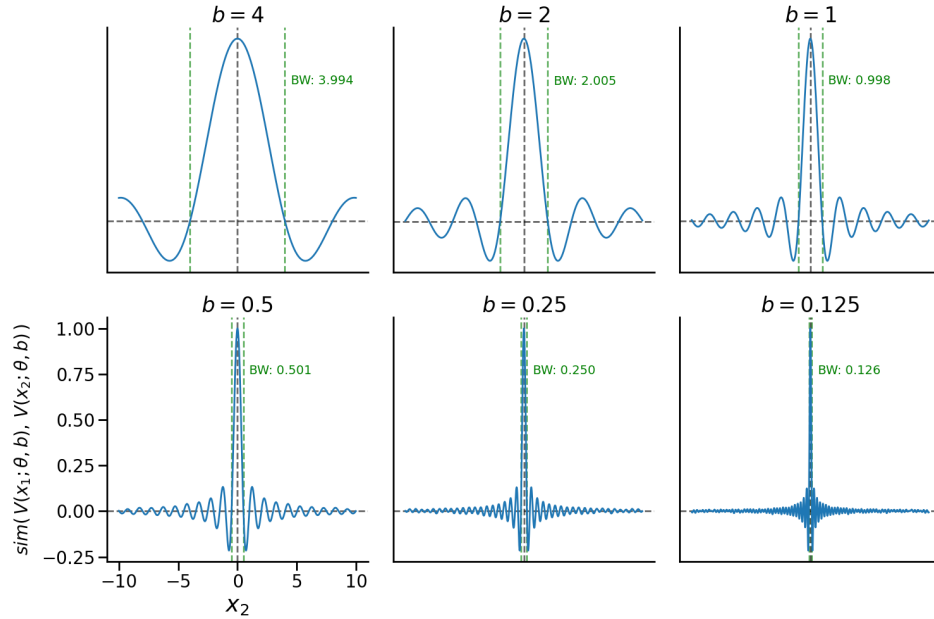 b = 4
b = 2
b = 1
BW: 3.994
BW: 2.005
BW: 0.998
b = 0.5
b = 0.25
b = 0.125
sim( V(x₁; θ, b), V(x₂; θ, b) )
1.00
0.75
0.50
0.25
0.00
−0.25
BW: 0.501
BW: 0.250
BW: 0.126
−10
−5
0
5
10
x₂